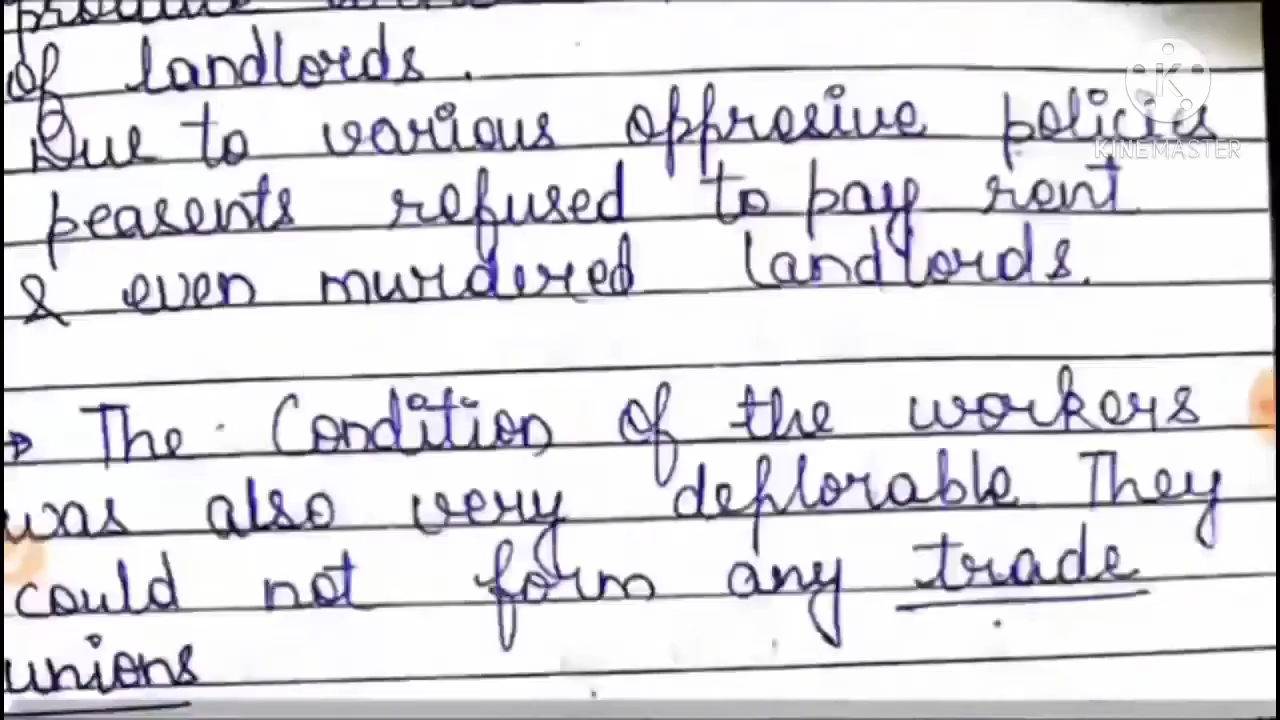 of landlords.
Due to various oppresive policies
peasents refused to pay rent
& even murdered landlords.
→ The Condition of the workers
was also very deplorable They
could not form any trade
unions
KINEMASTER